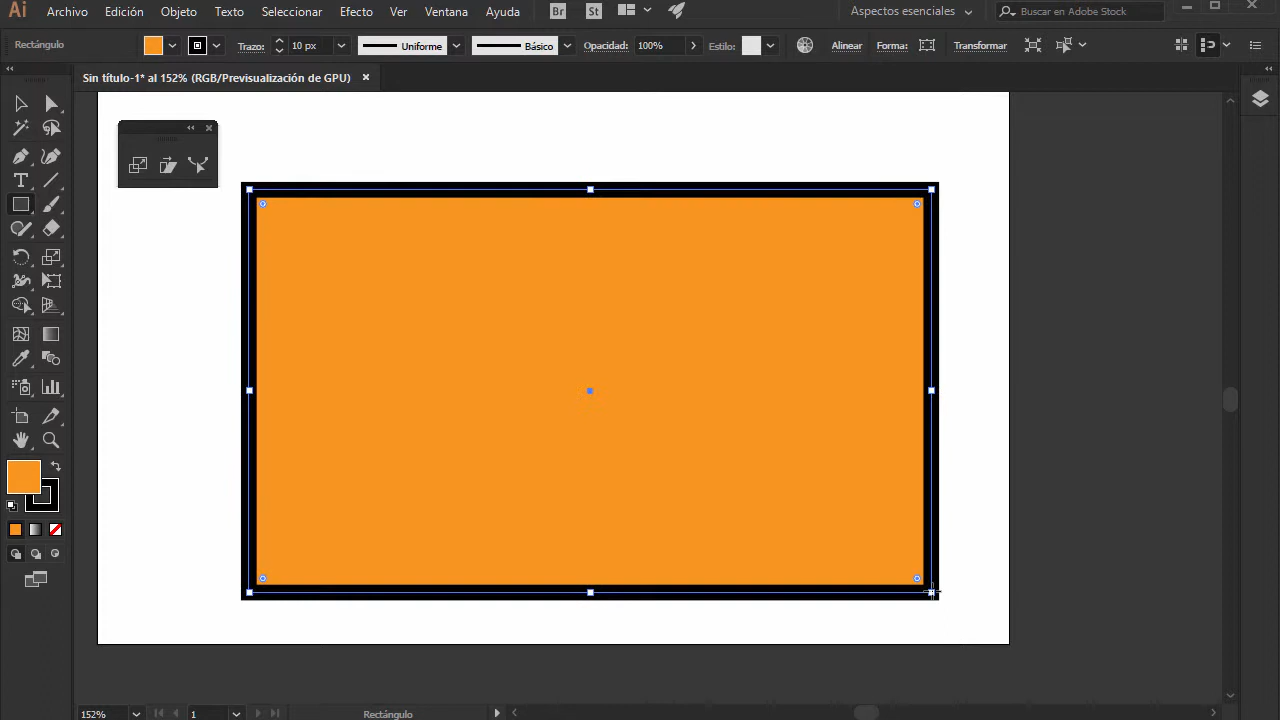 Ai Archivo Edición Objeto Texto Seleccionar Efecto Ver Ventana Ayuda Br St Aspectos esenciales Buscar en Adobe Stock
Rectángulo Trazo: 10 px Uniforme Básico Opacidad: 100% Estilo: Alinear Forma: Transformar
Sin título-1* al 152% (RGB/Previsualización de GPU)
152% 1 Rectángulo